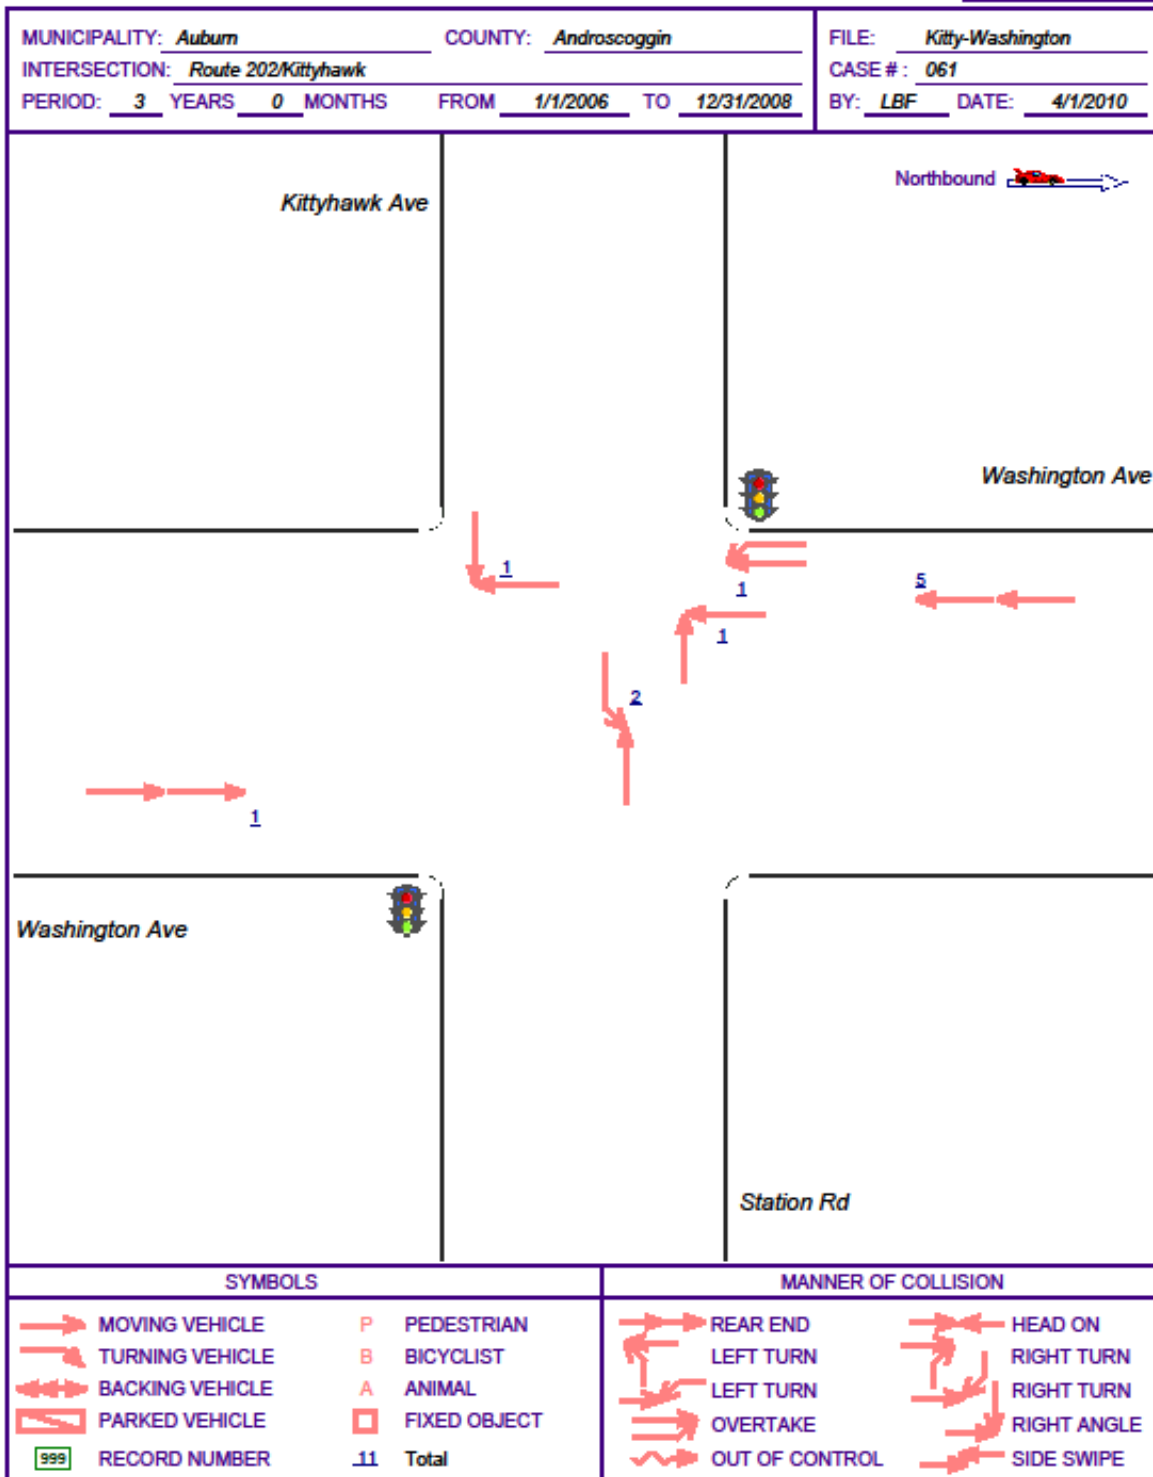 MUNICIPALITY: Auburn COUNTY: Androscoggin FILE: Kitty-Washington
INTERSECTION: Route 202/Kittyhawk CASE # : 061
PERIOD: 3 YEARS 0 MONTHS FROM 1/1/2006 TO 12/31/2008 BY: LBF DATE: 4/1/2010
Northbound
Kittyhawk Ave
Washington Ave
1
1
5
1
2
1
Washington Ave
Station Rd
SYMBOLS
MOVING VEHICLE P PEDESTRIAN
TURNING VEHICLE B BICYCLIST
BACKING VEHICLE A ANIMAL
PARKED VEHICLE FIXED OBJECT
999 RECORD NUMBER 11 Total
MANNER OF COLLISION
REAR END HEAD ON
LEFT TURN RIGHT TURN
LEFT TURN RIGHT TURN
OVERTAKE RIGHT ANGLE
OUT OF CONTROL SIDE SWIPE